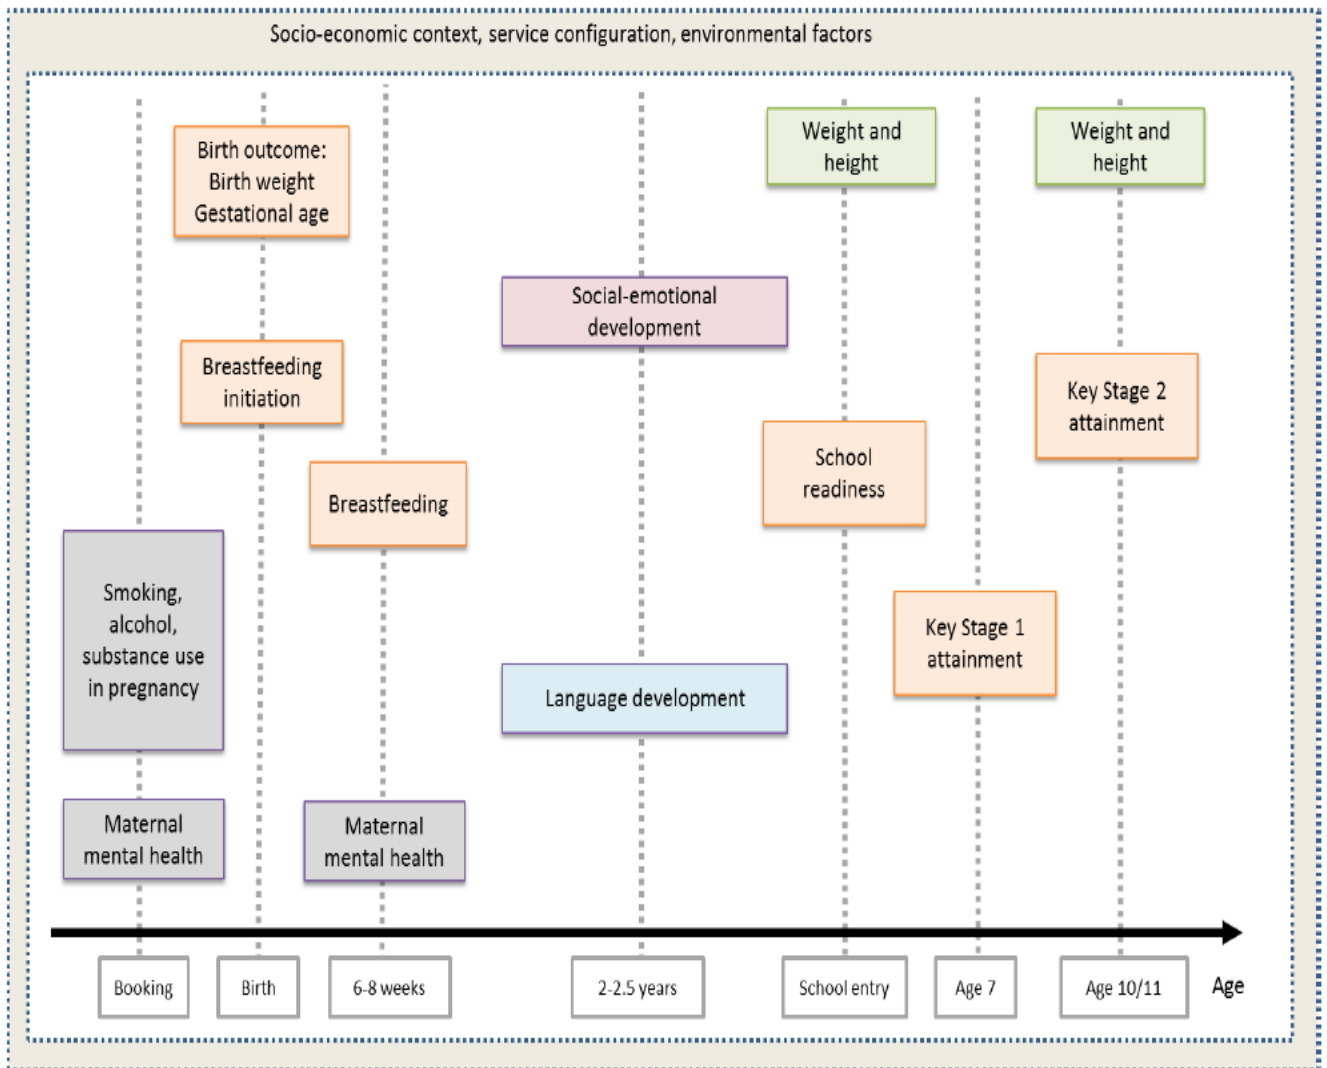 Socio-economic context, service configuration, environmental factors
Birth outcome:
Birth weight
Gestational age
Weight and
height
Weight and
height
Social-emotional
development
Breastfeeding
initiation
Key Stage 2
attainment
School
readiness
Breastfeeding
Smoking,
alcohol,
substance use
in pregnancy
Key Stage 1
attainment
Language development
Maternal
mental health
Maternal
mental health
Booking
Birth
6-8 weeks
2-2.5 years
School entry
Age 7
Age 10/11
Age